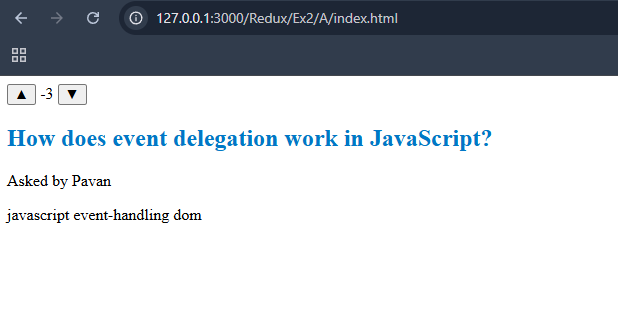 127.0.0.1:3000/Redux/Ex2/A/index.html
▲ -3 ▼
How does event delegation work in JavaScript?
Asked by Pavan
javascript event-handling dom